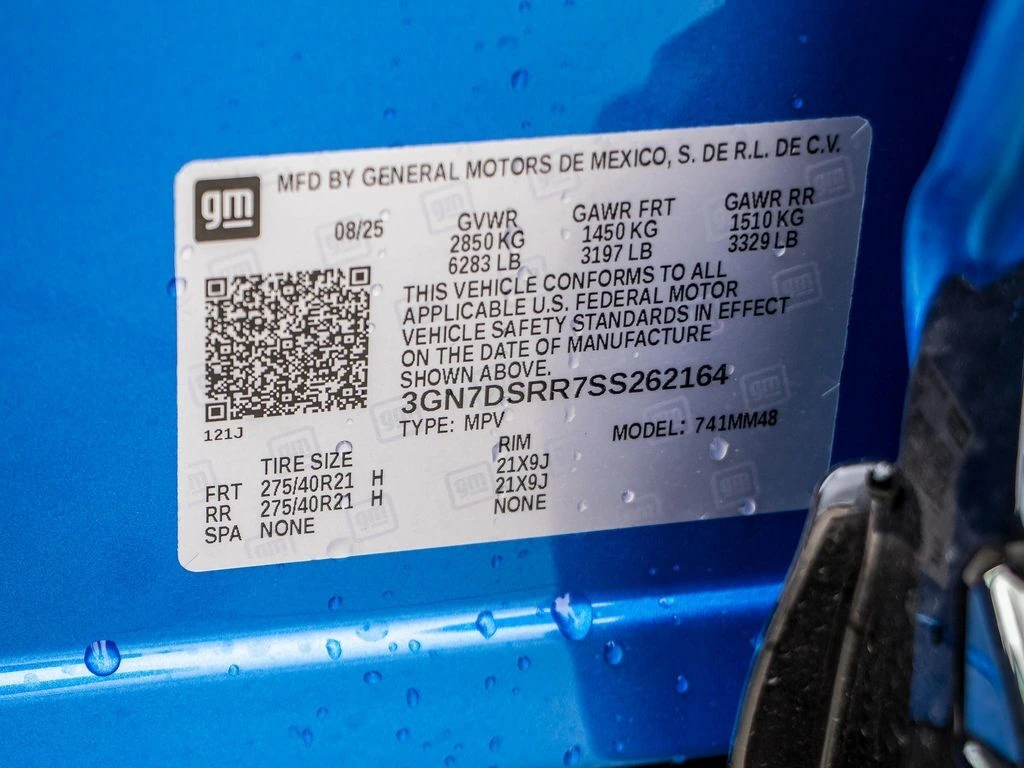 gm
MFD BY GENERAL MOTORS DE MEXICO, S. DE R.L. DE C.V.
08/25
GVWR GAWR FRT GAWR RR
2850 KG 1450 KG 1510 KG
6283 LB 3197 LB 3329 LB
THIS VEHICLE CONFORMS TO ALL
APPLICABLE U.S. FEDERAL MOTOR
VEHICLE SAFETY STANDARDS IN EFFECT
ON THE DATE OF MANUFACTURE
SHOWN ABOVE.
3GN7DSRR7SS262164
TYPE: MPV MODEL: 741MM48
121J
TIRE SIZE RIM
FRT 275/40R21 H 21X9J
RR 275/40R21 H 21X9J
SPA NONE NONE